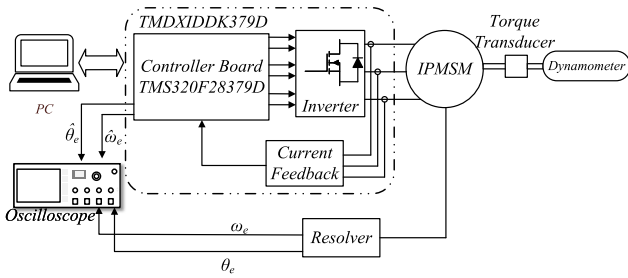 TMDXIDDK379D
Torque
Transducer
Controller Board
TMS320F28379D
Inverter
IPMSM
Dynamometer
PC
θ̂e
ω̂e
Current
Feedback
Oscilloscope
ωe
Resolver
θe